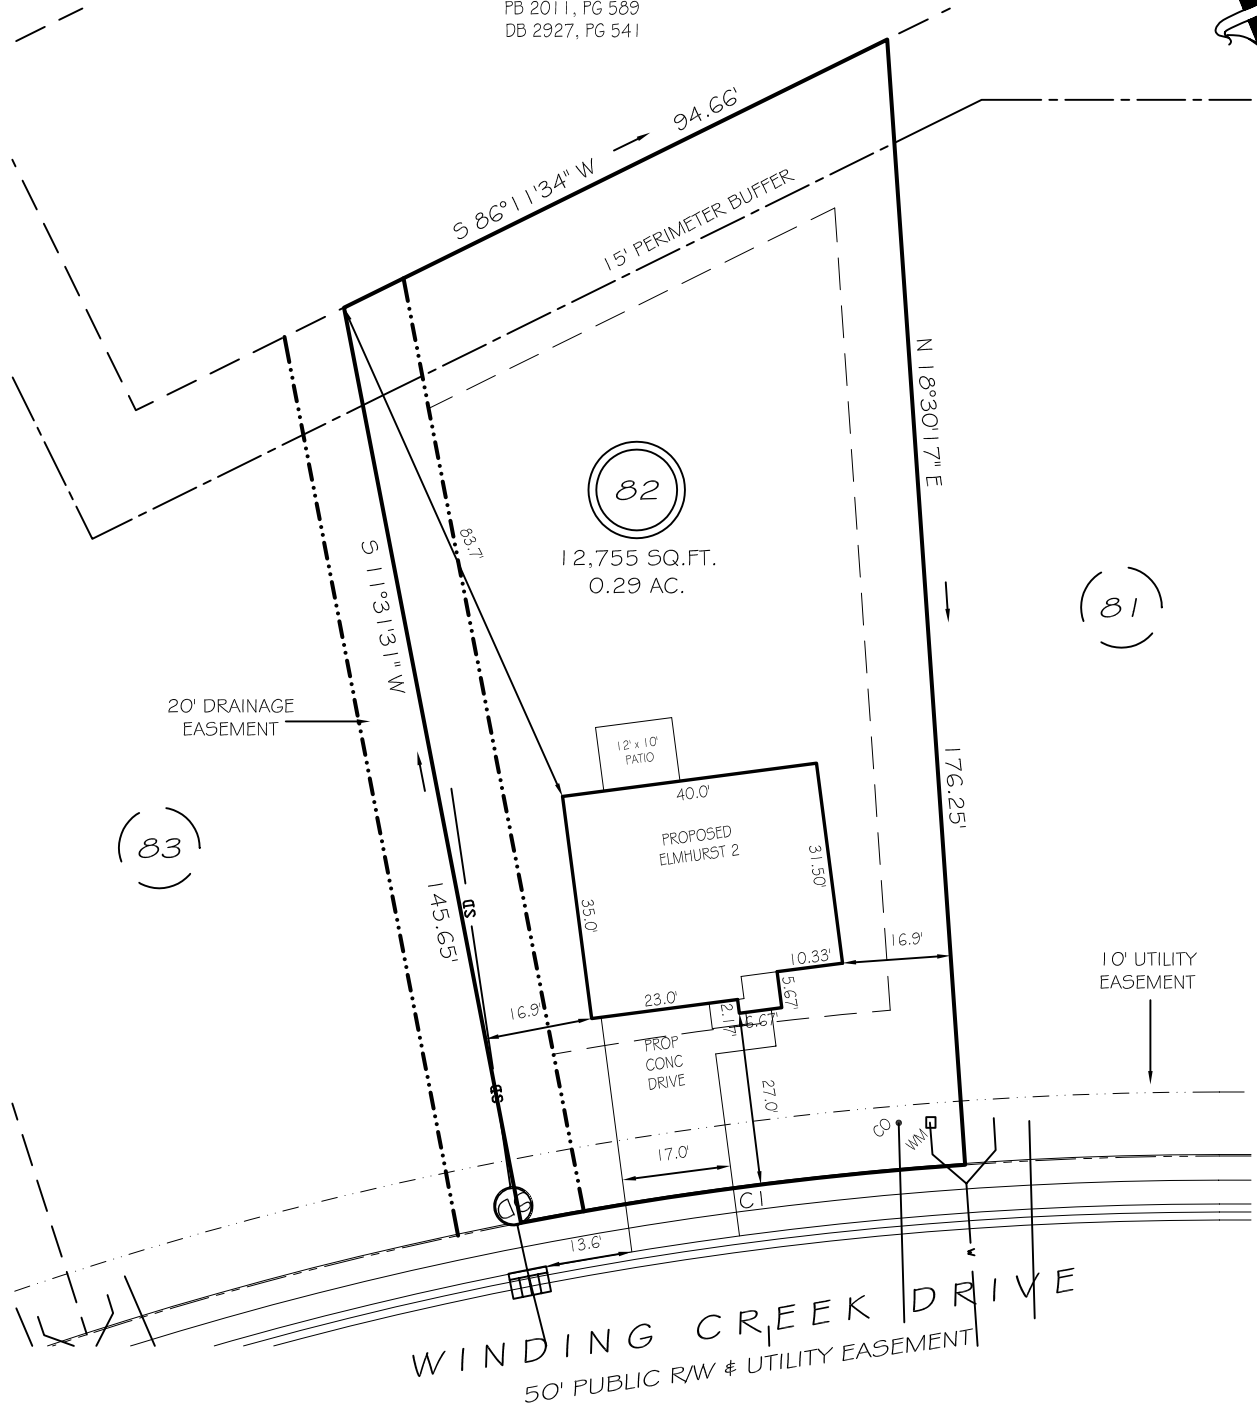 PB 2011, PG 589
DB 2927, PG 541
94.66'
S 86°11'34" W
15' PERIMETER BUFFER
N 18°30'17" E
82
12,755 SQ.FT.
0.29 AC.
83.7'
S 11°31'31" W
81
20' DRAINAGE
EASEMENT
12' x 10'
PATIO
176.25'
40.0'
PROPOSED
ELMHURST 2
83
31.50'
145.65'
SD
35.0'
16.9'
10.33'
10' UTILITY
EASEMENT
5.67'
23.0'
16.9'
2.17'
6.67'
PROP
CONC
DRIVE
SD
27.0'
CO
WM
17.0'
C1
D
S
13.6'
W
WINDING CREEK DRIVE
50' PUBLIC R/W & UTILITY EASEMENT